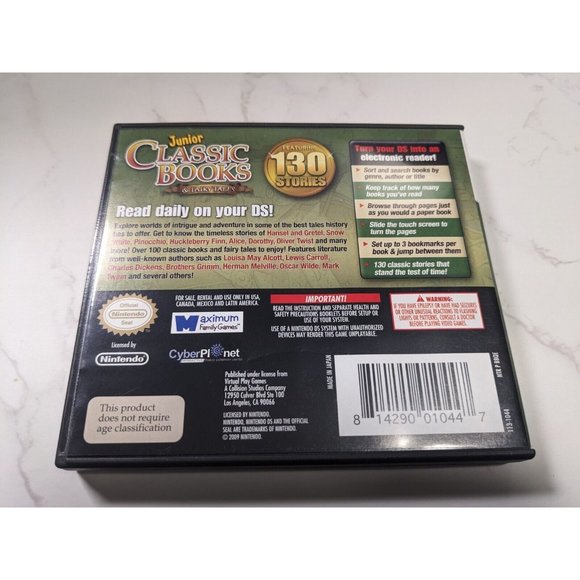 Junior
CLASSIC
BOOKS
& FAIRY TALES
FEATURING
130
STORIES
Read daily on your DS!
Explore worlds of intrigue and adventure in some of the best tales history
has to offer. Get to know the timeless stories of Hansel and Gretel, Snow
White, Pinocchio, Huckleberry Finn, Alice, Dorothy, Oliver Twist and many
more! Over 100 classic books and fairy tales to enjoy! Features literature
from well-known authors such as Louisa May Alcott, Lewis Carroll,
Charles Dickens, Brothers Grimm, Herman Melville, Oscar Wilde, Mark
Twain and several others!
Turn your DS into an
electronic reader!
Sort and search books by
genre, author or title
Keep track of how many
books you've read
Browse through pages just
as you would a paper book
Slide the touch screen to
turn the pages
Set up to 3 bookmarks per
book & jump between them
130 classic stories that
stand the test of time!
Official
Nintendo
Seal
Licensed by
Nintendo
FOR SALE, RENTAL AND USE ONLY IN USA,
CANADA, MEXICO AND LATIN AMERICA.
Maximum
Family Games™
CyberPlanet
IMPORTANT!
READ THE INSTRUCTION AND SEPARATE HEALTH AND
SAFETY PRECAUTIONS BOOKLETS BEFORE SETUP OR
USE OF YOUR SYSTEM.
USE OF A NINTENDO DS SYSTEM WITH UNAUTHORIZED
DEVICES MAY RENDER THIS GAME UNPLAYABLE.
WARNING:
IF YOU HAVE EPILEPSY OR HAVE HAD SEIZURES
OR OTHER UNUSUAL REACTIONS TO FLASHING
LIGHTS OR PATTERNS, CONSULT A DOCTOR
BEFORE PLAYING VIDEO GAMES.
This product
does not require
age classification
Published under license from
Virtual Play Games
A Collision Studios Company
12950 Culver Blvd Ste 100
Los Angeles, CA 90066
LICENSED BY NINTENDO.
NINTENDO, NINTENDO DS AND THE OFFICIAL
SEAL ARE TRADEMARKS OF NINTENDO.
© 2009 NINTENDO.
MADE IN JAPAN
8 14290 01044 7
113-1044